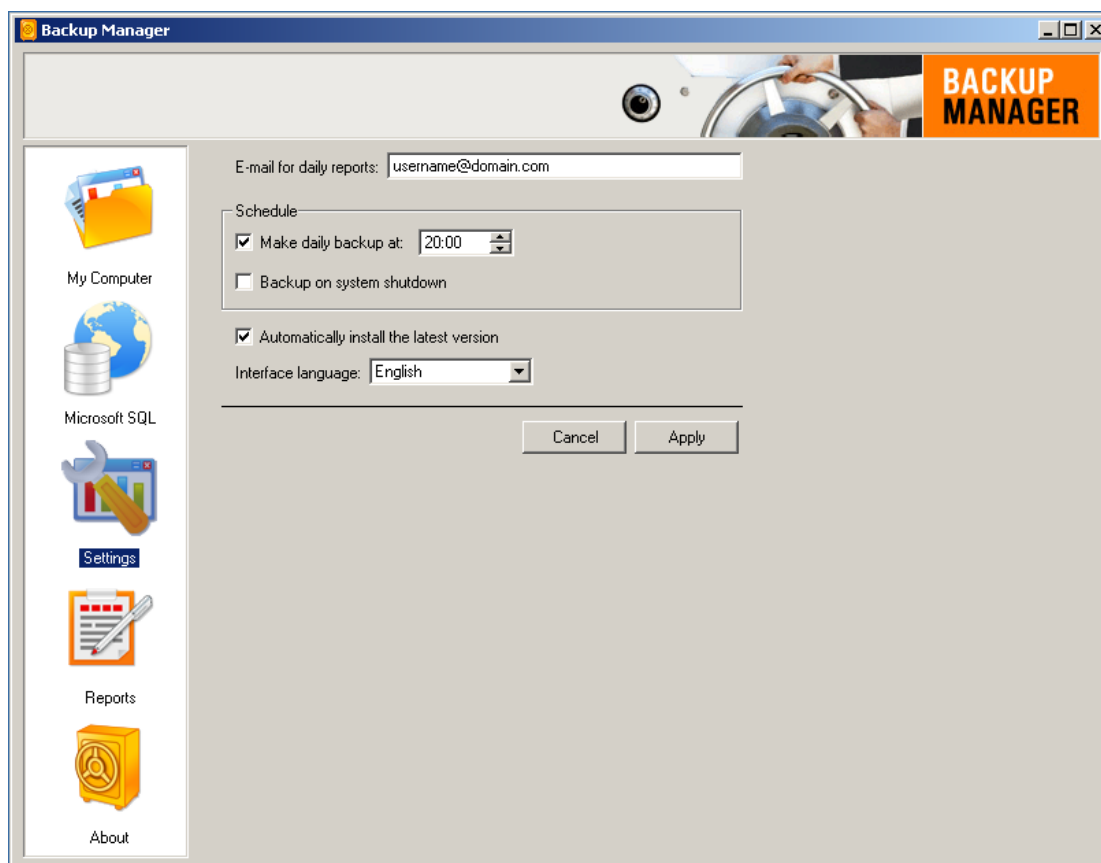 Backup Manager
BACKUP
MANAGER
My Computer
Microsoft SQL
Settings
Reports
About
E-mail for daily reports: username@domain.com
Schedule
Make daily backup at: 20:00
Backup on system shutdown
Automatically install the latest version
Interface language: English
Cancel Apply